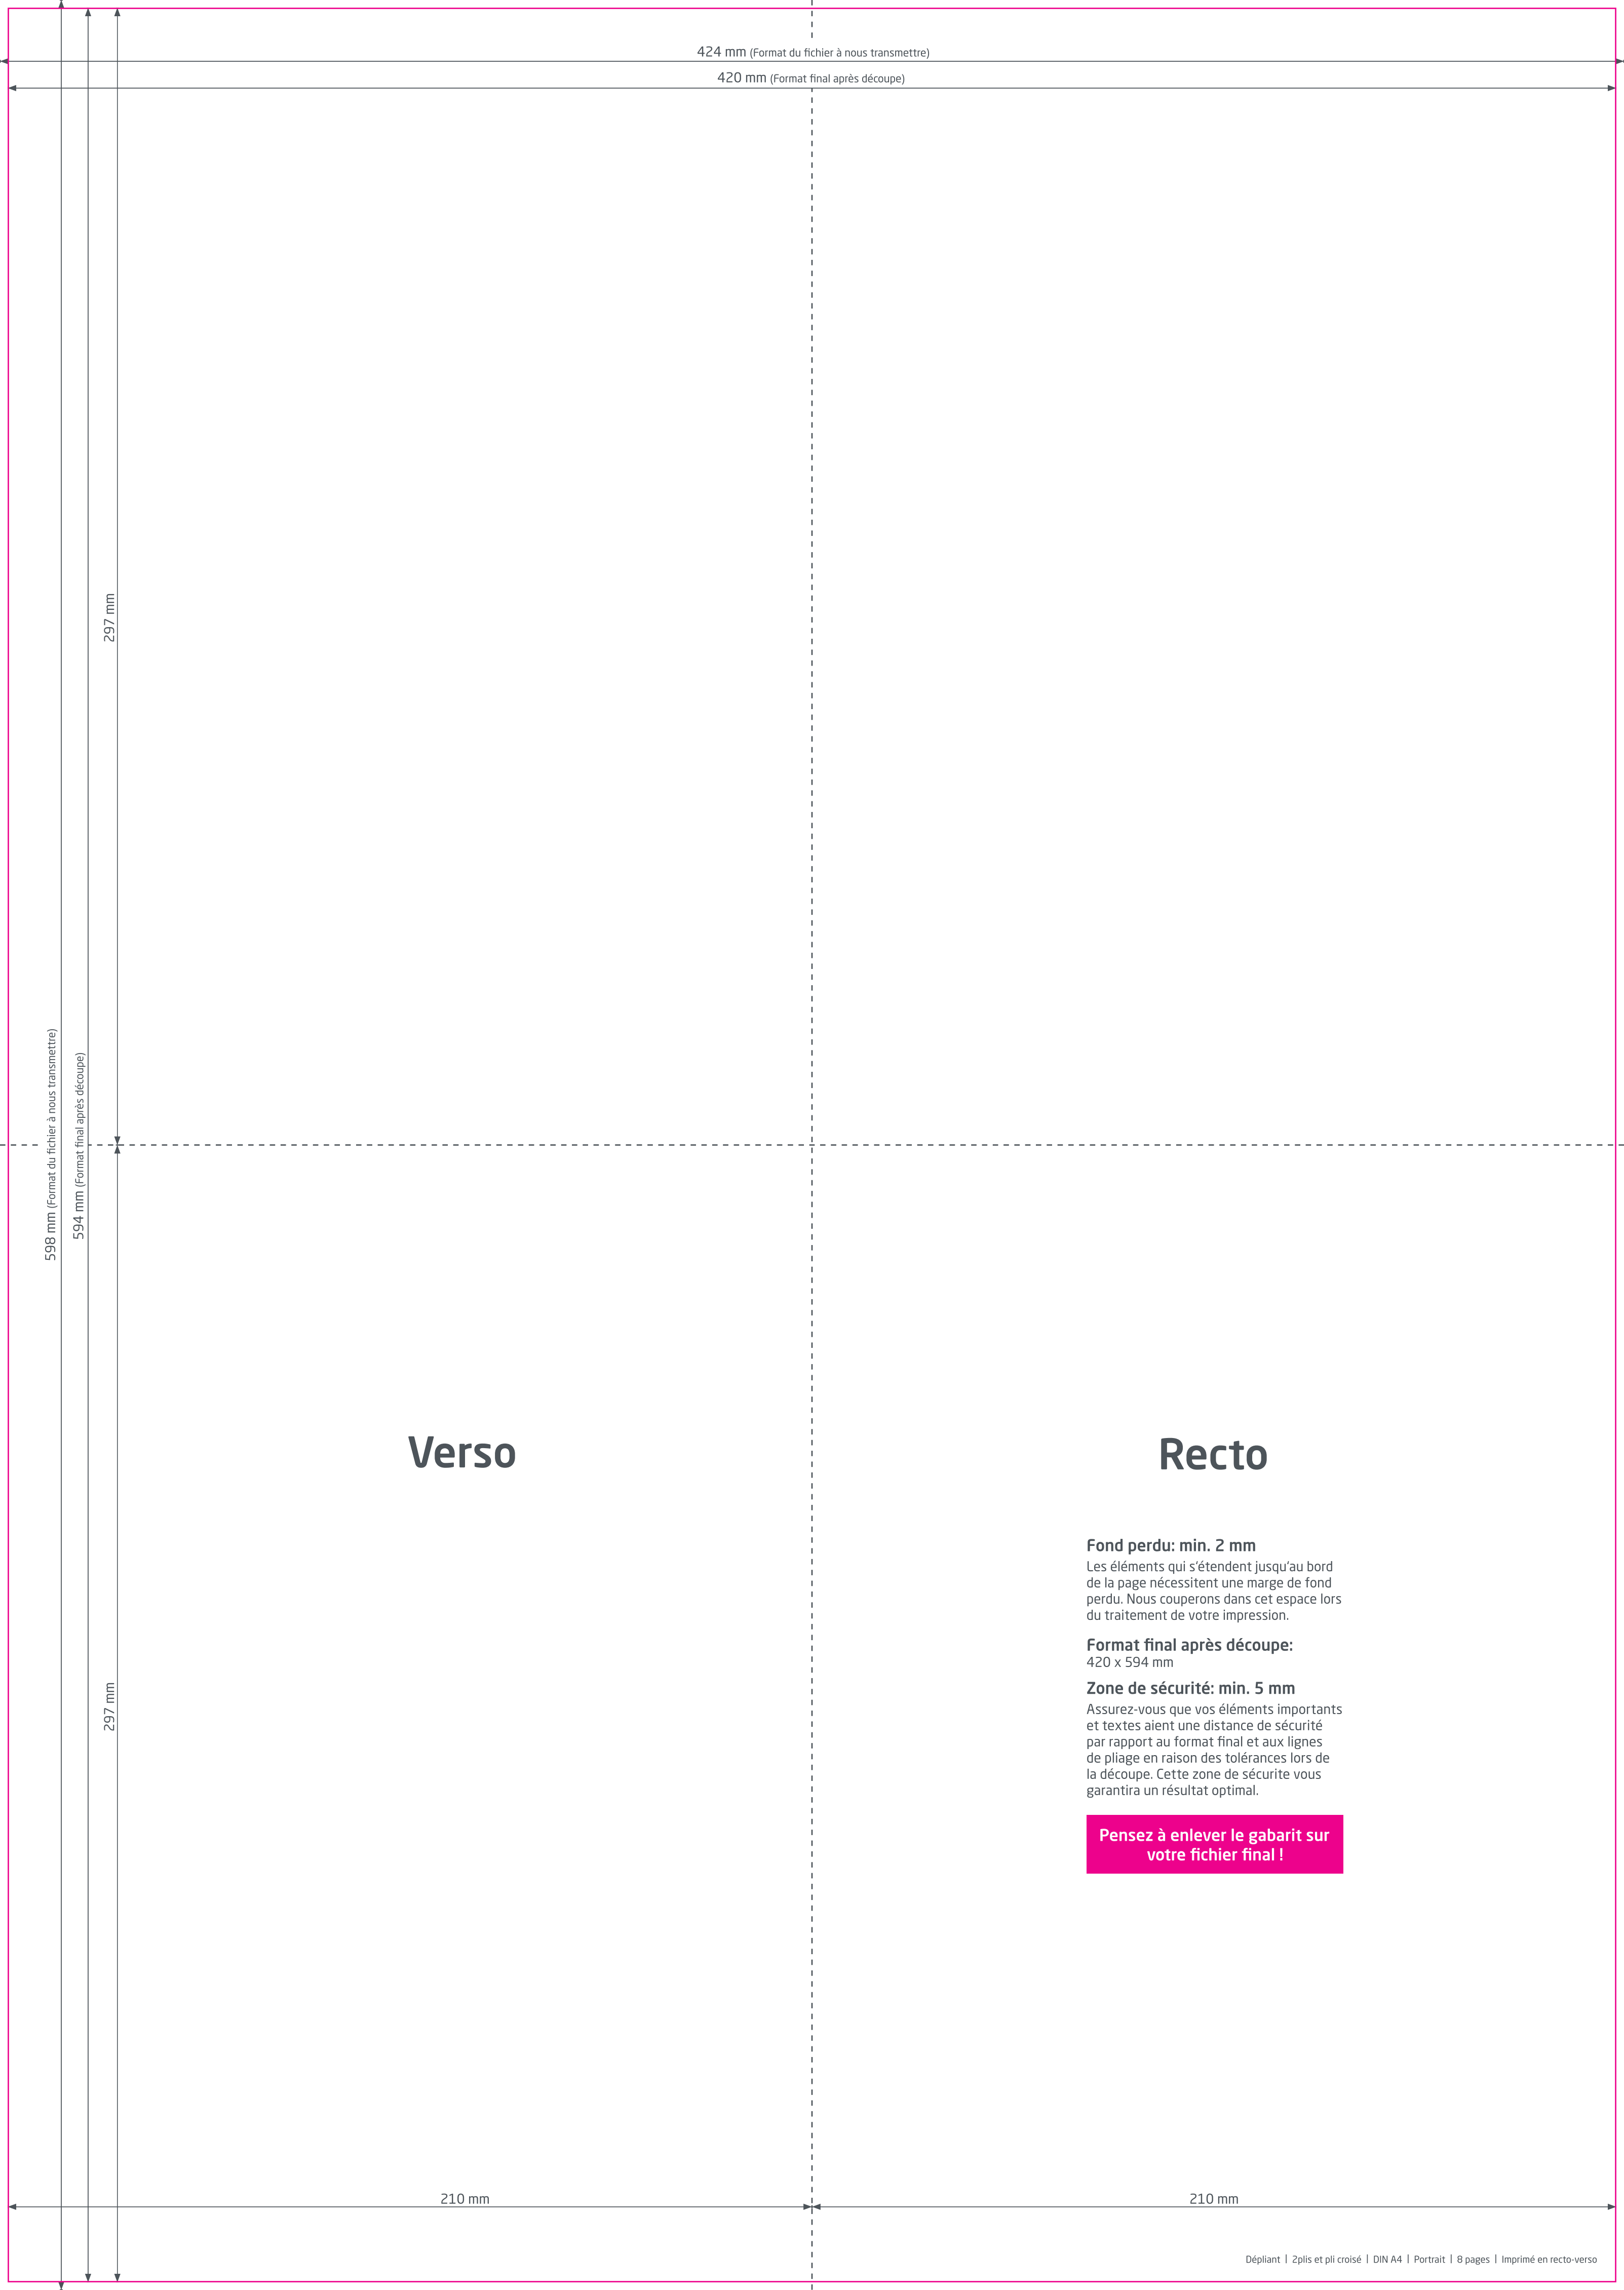 424 mm (Format du fichier à nous transmettre)
420 mm (Format final après découpe)
297 mm
598 mm (Format du fichier à nous transmettre)
594 mm (Format final après découpe)
Verso
Recto
Fond perdu: min. 2 mm
Les éléments qui s'étendent jusqu'au bord
de la page nécessitent une marge de fond
perdu. Nous couperons dans cet espace lors
du traitement de votre impression.
Format final après découpe:
420 x 594 mm
Zone de sécurité: min. 5 mm
Assurez-vous que vos éléments importants
et textes aient une distance de sécurité
par rapport au format final et aux lignes
de pliage en raison des tolérances lors de
la découpe. Cette zone de sécurite vous
garantira un résultat optimal.
Pensez à enlever le gabarit sur
votre fichier final !
297 mm
210 mm
210 mm
Dépliant | 2plis et pli croisé | DIN A4 | Portrait | 8 pages | Imprimé en recto-verso